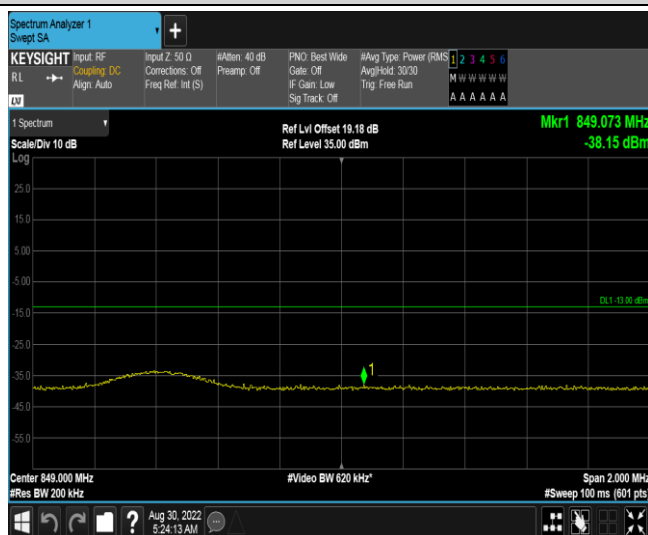 Spectrum Analyzer 1
Swept SA
+
KEYSIGHT
RL
LXI
Input: RF
Coupling: DC
Align: Auto
Input Z: 50 Ω
Corrections: Off
Freq Ref: Int (S)
#Atten: 40 dB
Preamp: Off
PNO: Best Wide
Gate: Off
IF Gain: Low
Sig Track: Off
#Avg Type: Power (RMS
Avg|Hold: 30/30
Trig: Free Run
1 2 3 4 5 6
M W W W W W
A A A A A A
1 Spectrum
Scale/Div 10 dB
Log
Ref Lvl Offset 19.18 dB
Ref Level 35.00 dBm
Mkr1 849.073 MHz
-38.15 dBm
25.0
15.0
5.00
-5.00
DL1 -13.00 dBm
-15.0
-25.0
1
-35.0
-45.0
-55.0
Center 849.000 MHz
#Res BW 200 kHz
#Video BW 620 kHz*
Span 2.000 MHz
#Sweep 100 ms (601 pts)
?
Aug 30, 2022
5:24:13 AM